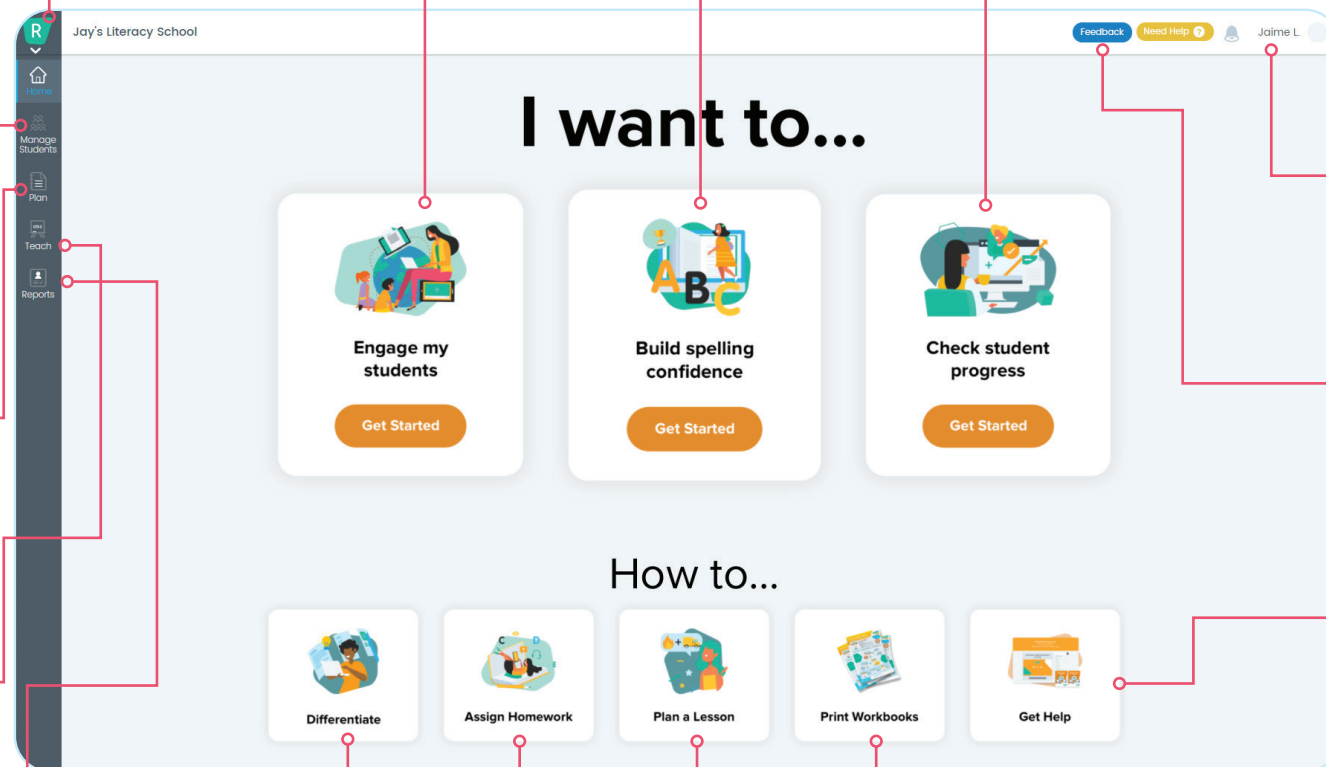 R
Jay's Literacy School
Feedback
Need Help ?
Jaime L.
Home
Manage
Students
Plan
Teach
Reports
I want to...
A
B
C
Engage my
students
Get Started
Build spelling
confidence
Get Started
Check student
progress
Get Started
How to...
Differentiate
C D
E
Assign Homework
Plan a Lesson
Print Workbooks
Get Help